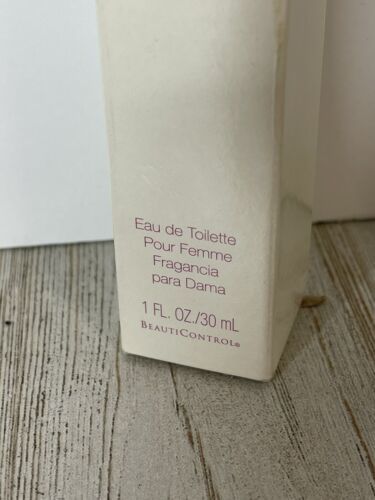 Eau de Toilette
Pour Femme
Fragancia
para Dama
1 FL. OZ./30 mL
BEAUTICONTROL®